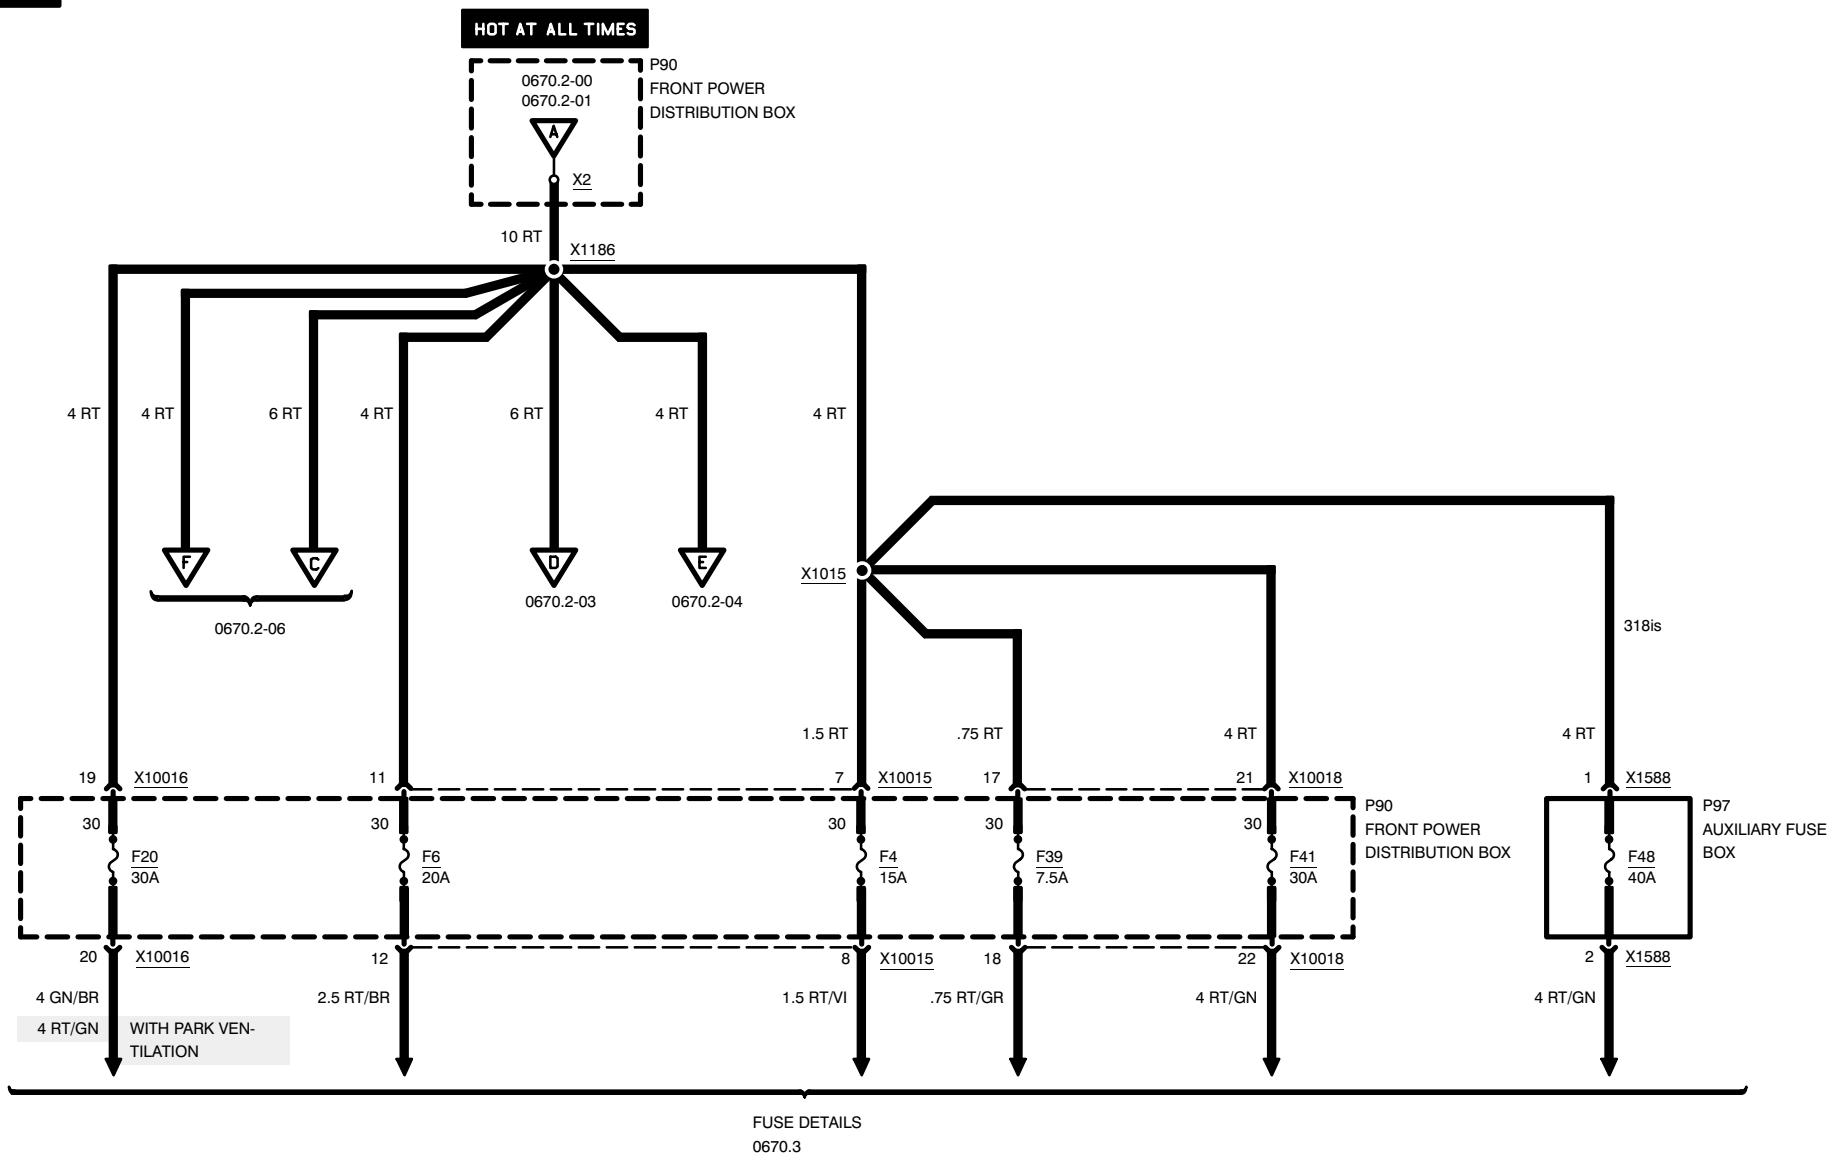 HOT AT ALL TIMES
P90
FRONT POWER
DISTRIBUTION BOX
0670.2-00
0670.2-01
A
X2
10 RT
X1186
4 RT
4 RT
6 RT
4 RT
6 RT
4 RT
4 RT
F
C
D
E
0670.2-06
0670.2-03
0670.2-04
X1015
318is
1.5 RT
.75 RT
4 RT
4 RT
19
X10016
11
7
X10015
17
21
X10018
1
X1588
30
30
30
30
30
F20
30A
F6
20A
F4
15A
F39
7.5A
F41
30A
P90
FRONT POWER
DISTRIBUTION BOX
F48
40A
P97
AUXILIARY FUSE
BOX
20
X10016
12
8
X10015
18
22
X10018
2
X1588
4 GN/BR
2.5 RT/BR
1.5 RT/VI
.75 RT/GR
4 RT/GN
4 RT/GN
4 RT/GN
WITH PARK VEN-
TILATION
FUSE DETAILS
0670.3